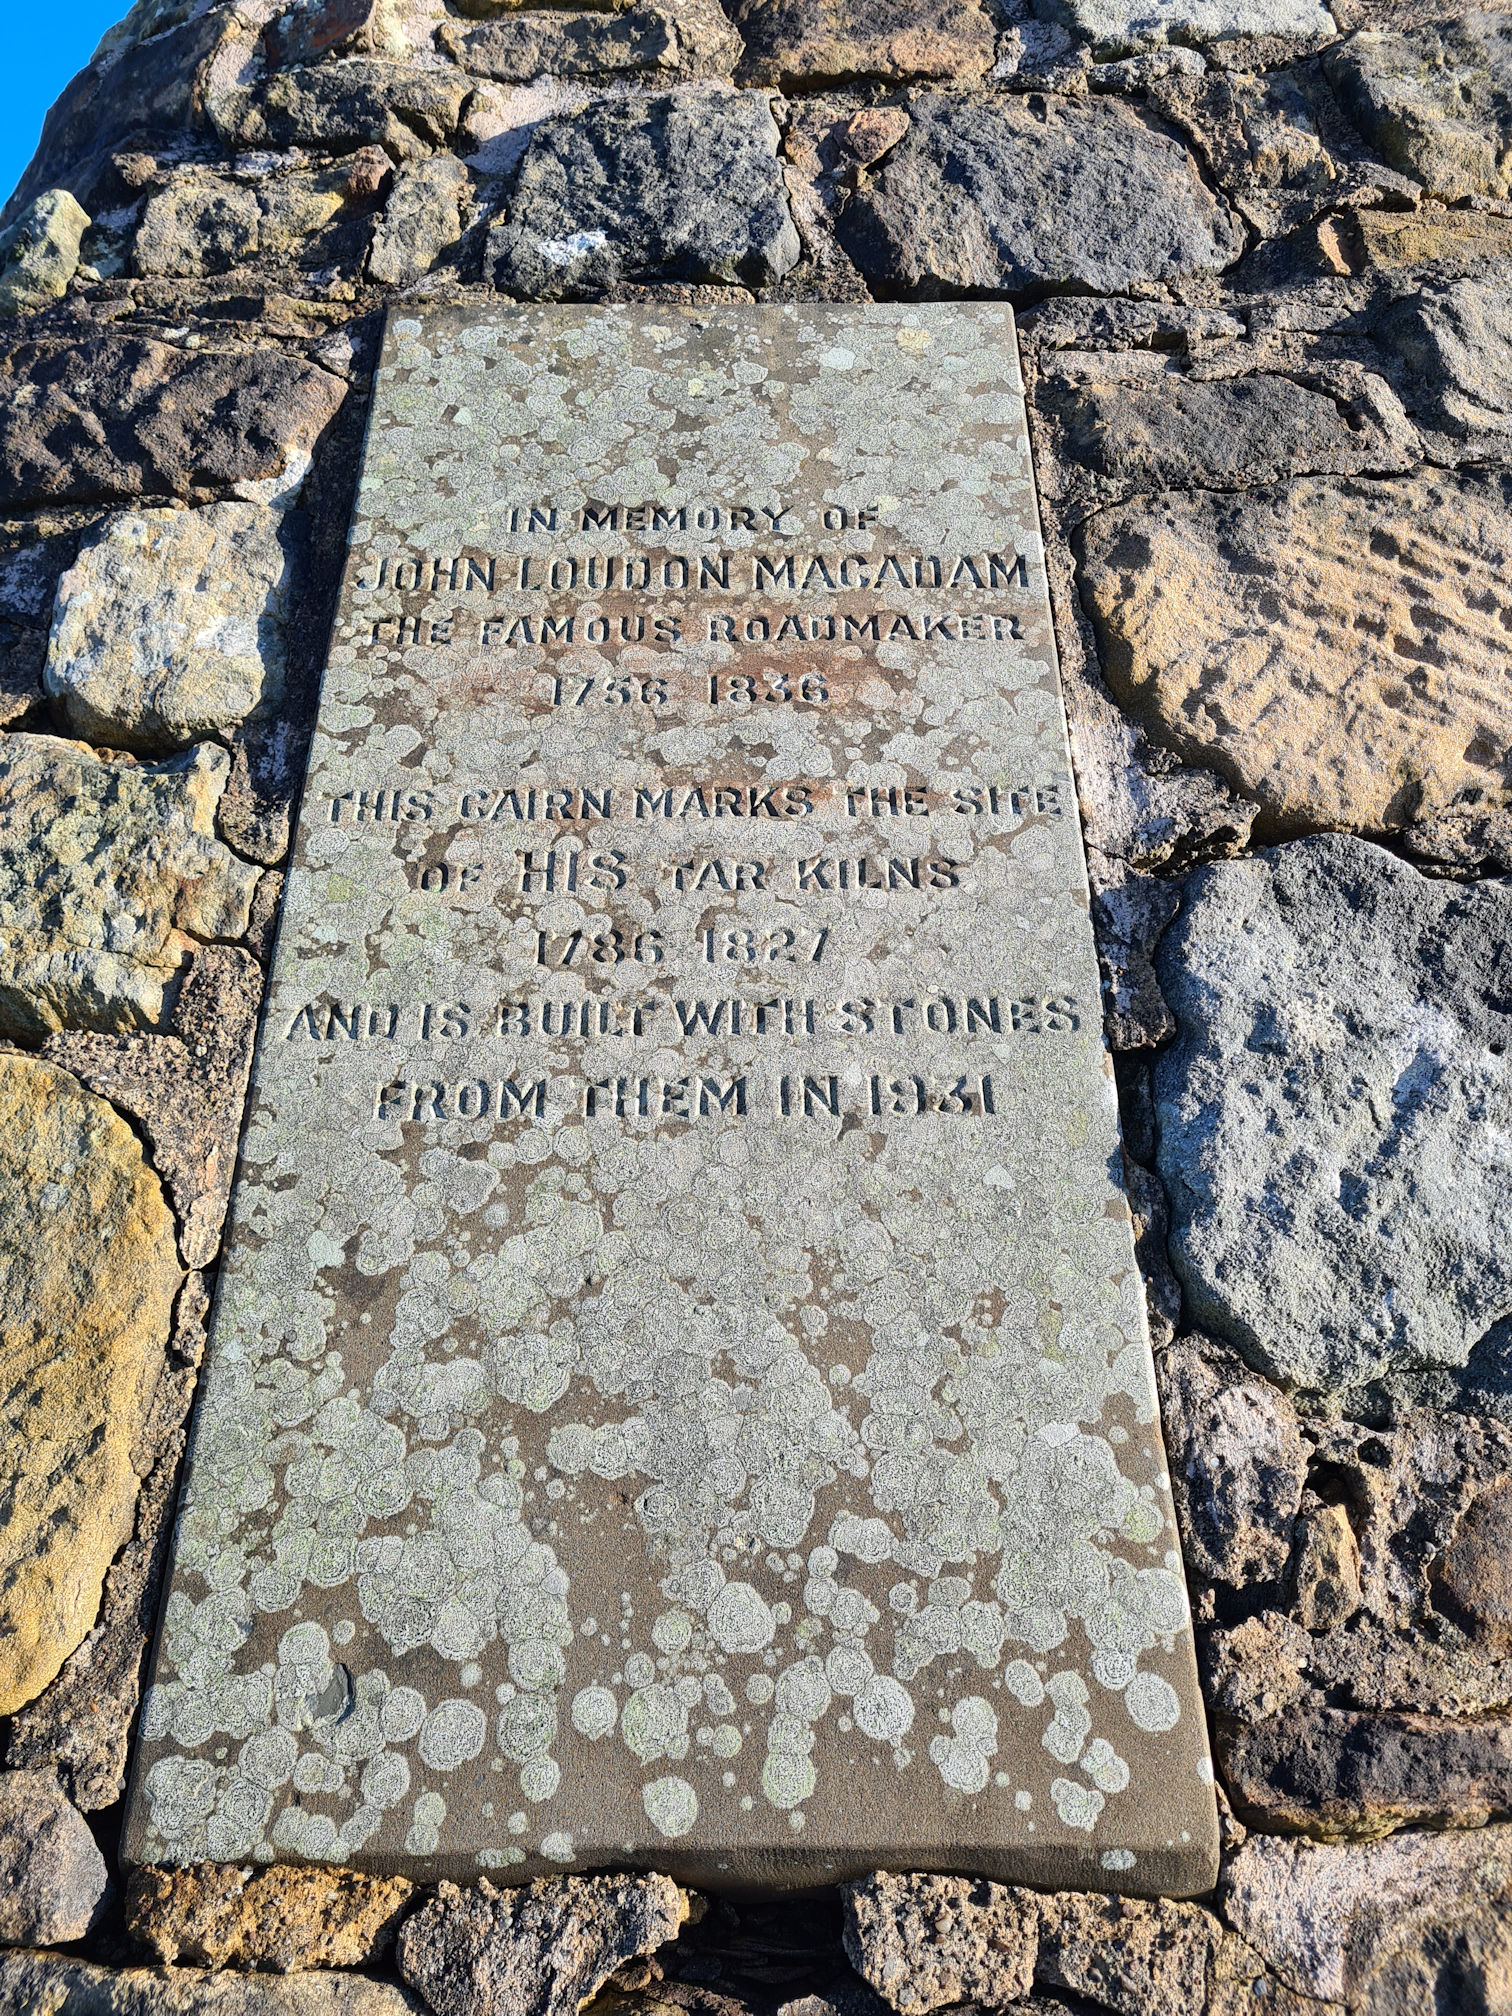 IN MEMORY OF
JOHN LOUDON MACADAM
THE FAMOUS ROADMAKER
1756 1836
THIS CAIRN MARKS THE SITE
OF HIS TAR KILNS
1786 1827
AND IS BUILT WITH STONES
FROM THEM IN 1931